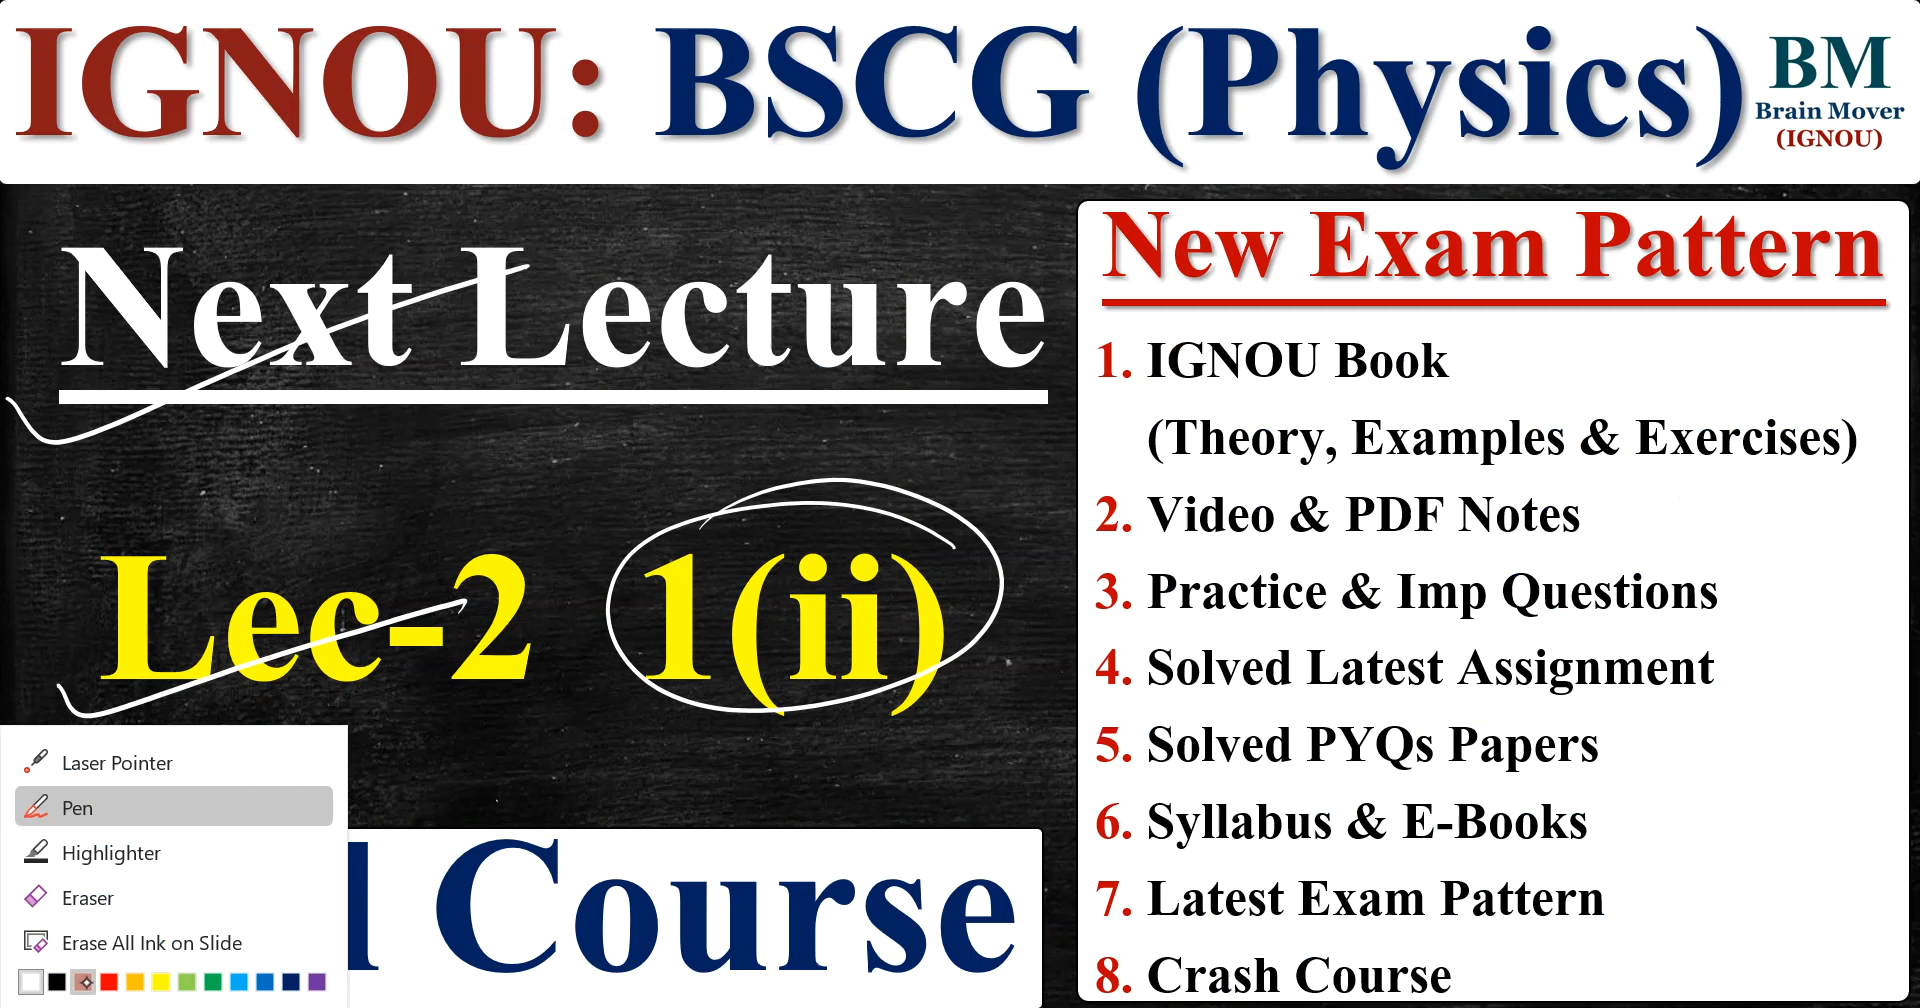 IGNOU: BSCG (Physics)
BM
Brain Mover
(IGNOU)
Next Lecture
Lec-2 1(ii)
Laser Pointer
Pen
Highlighter
Eraser
Erase All Ink on Slide
Course
New Exam Pattern
1. IGNOU Book
(Theory, Examples & Exercises)
2. Video & PDF Notes
3. Practice & Imp Questions
4. Solved Latest Assignment
5. Solved PYQs Papers
6. Syllabus & E-Books
7. Latest Exam Pattern
8. Crash Course